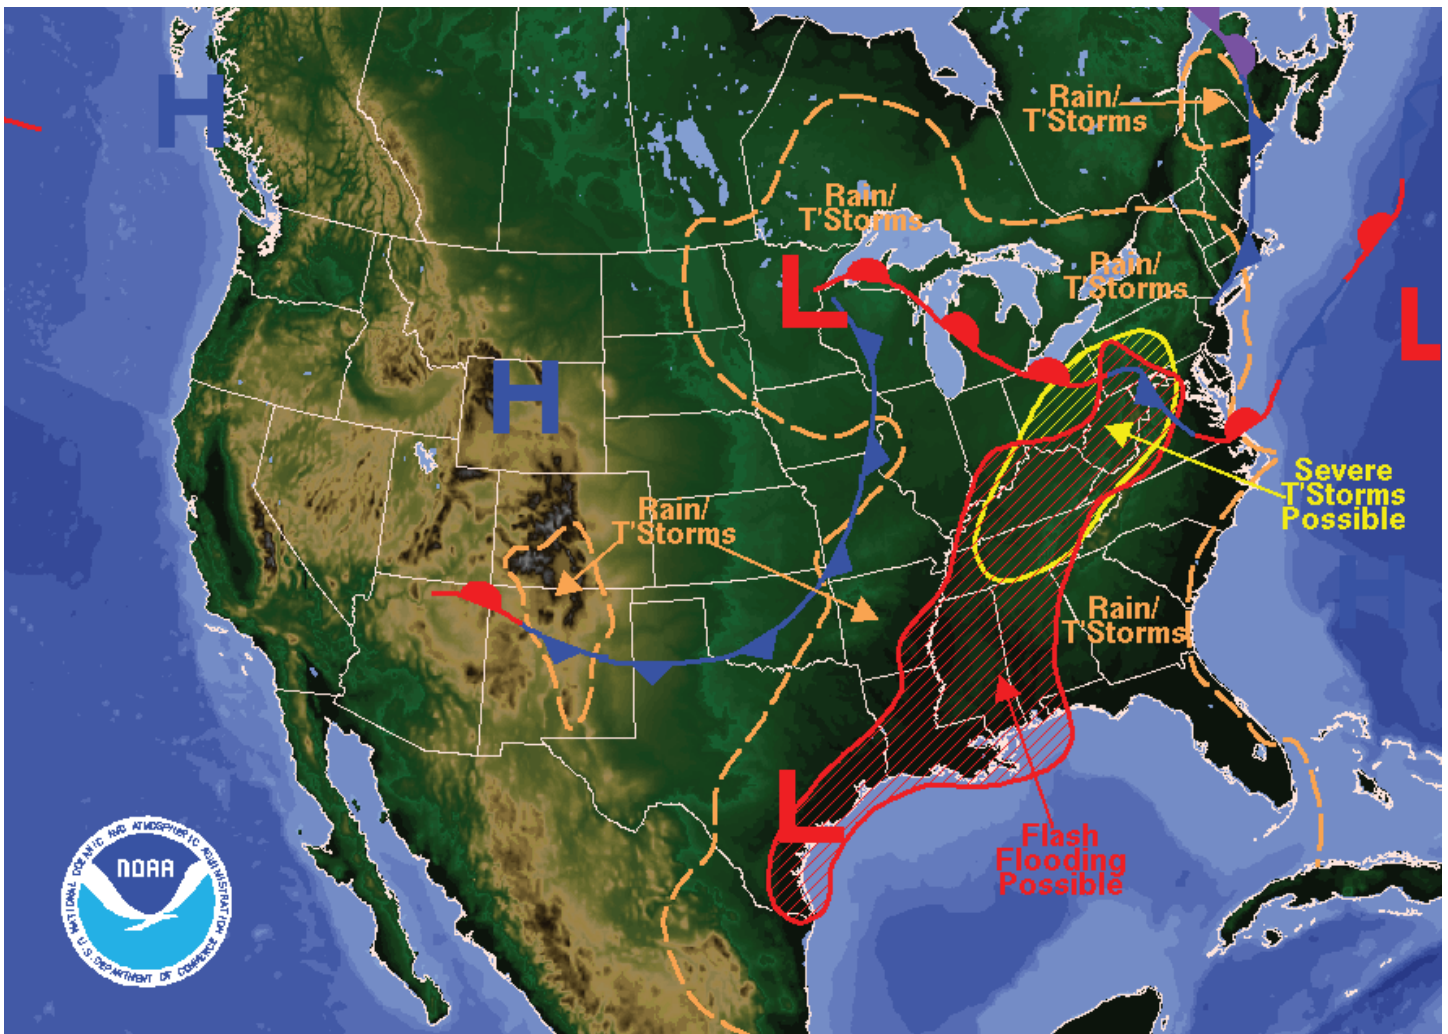 H
Rain/
T'Storms
Rain/
T'Storms
Rain/
T'Storms
L
L
H
Severe
T'Storms
Possible
Rain/
T'Storms
H
Rain/
T'Storms
L
Flash
Flooding
Possible
NATIONAL OCEANIC AND ATMOSPHERIC ADMINISTRATION
NOAA
U.S. DEPARTMENT OF COMMERCE